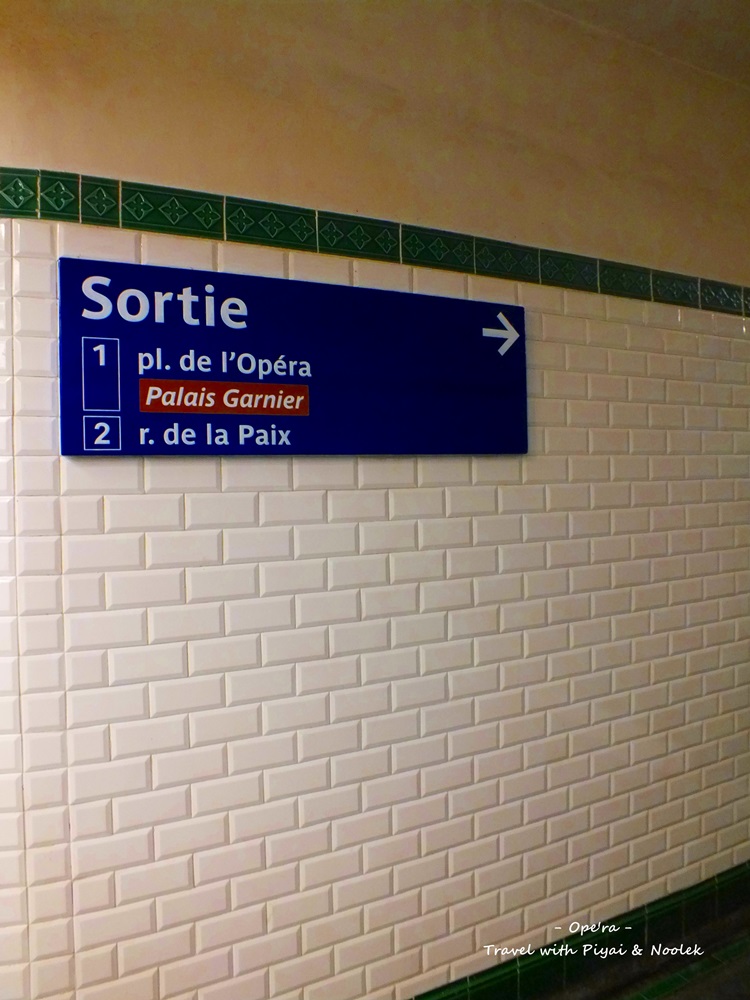 Sortie →
1 pl. de l'Opéra
Palais Garnier
2 r. de la Paix
- Ope'ra -
Travel with Piyai & Noolek